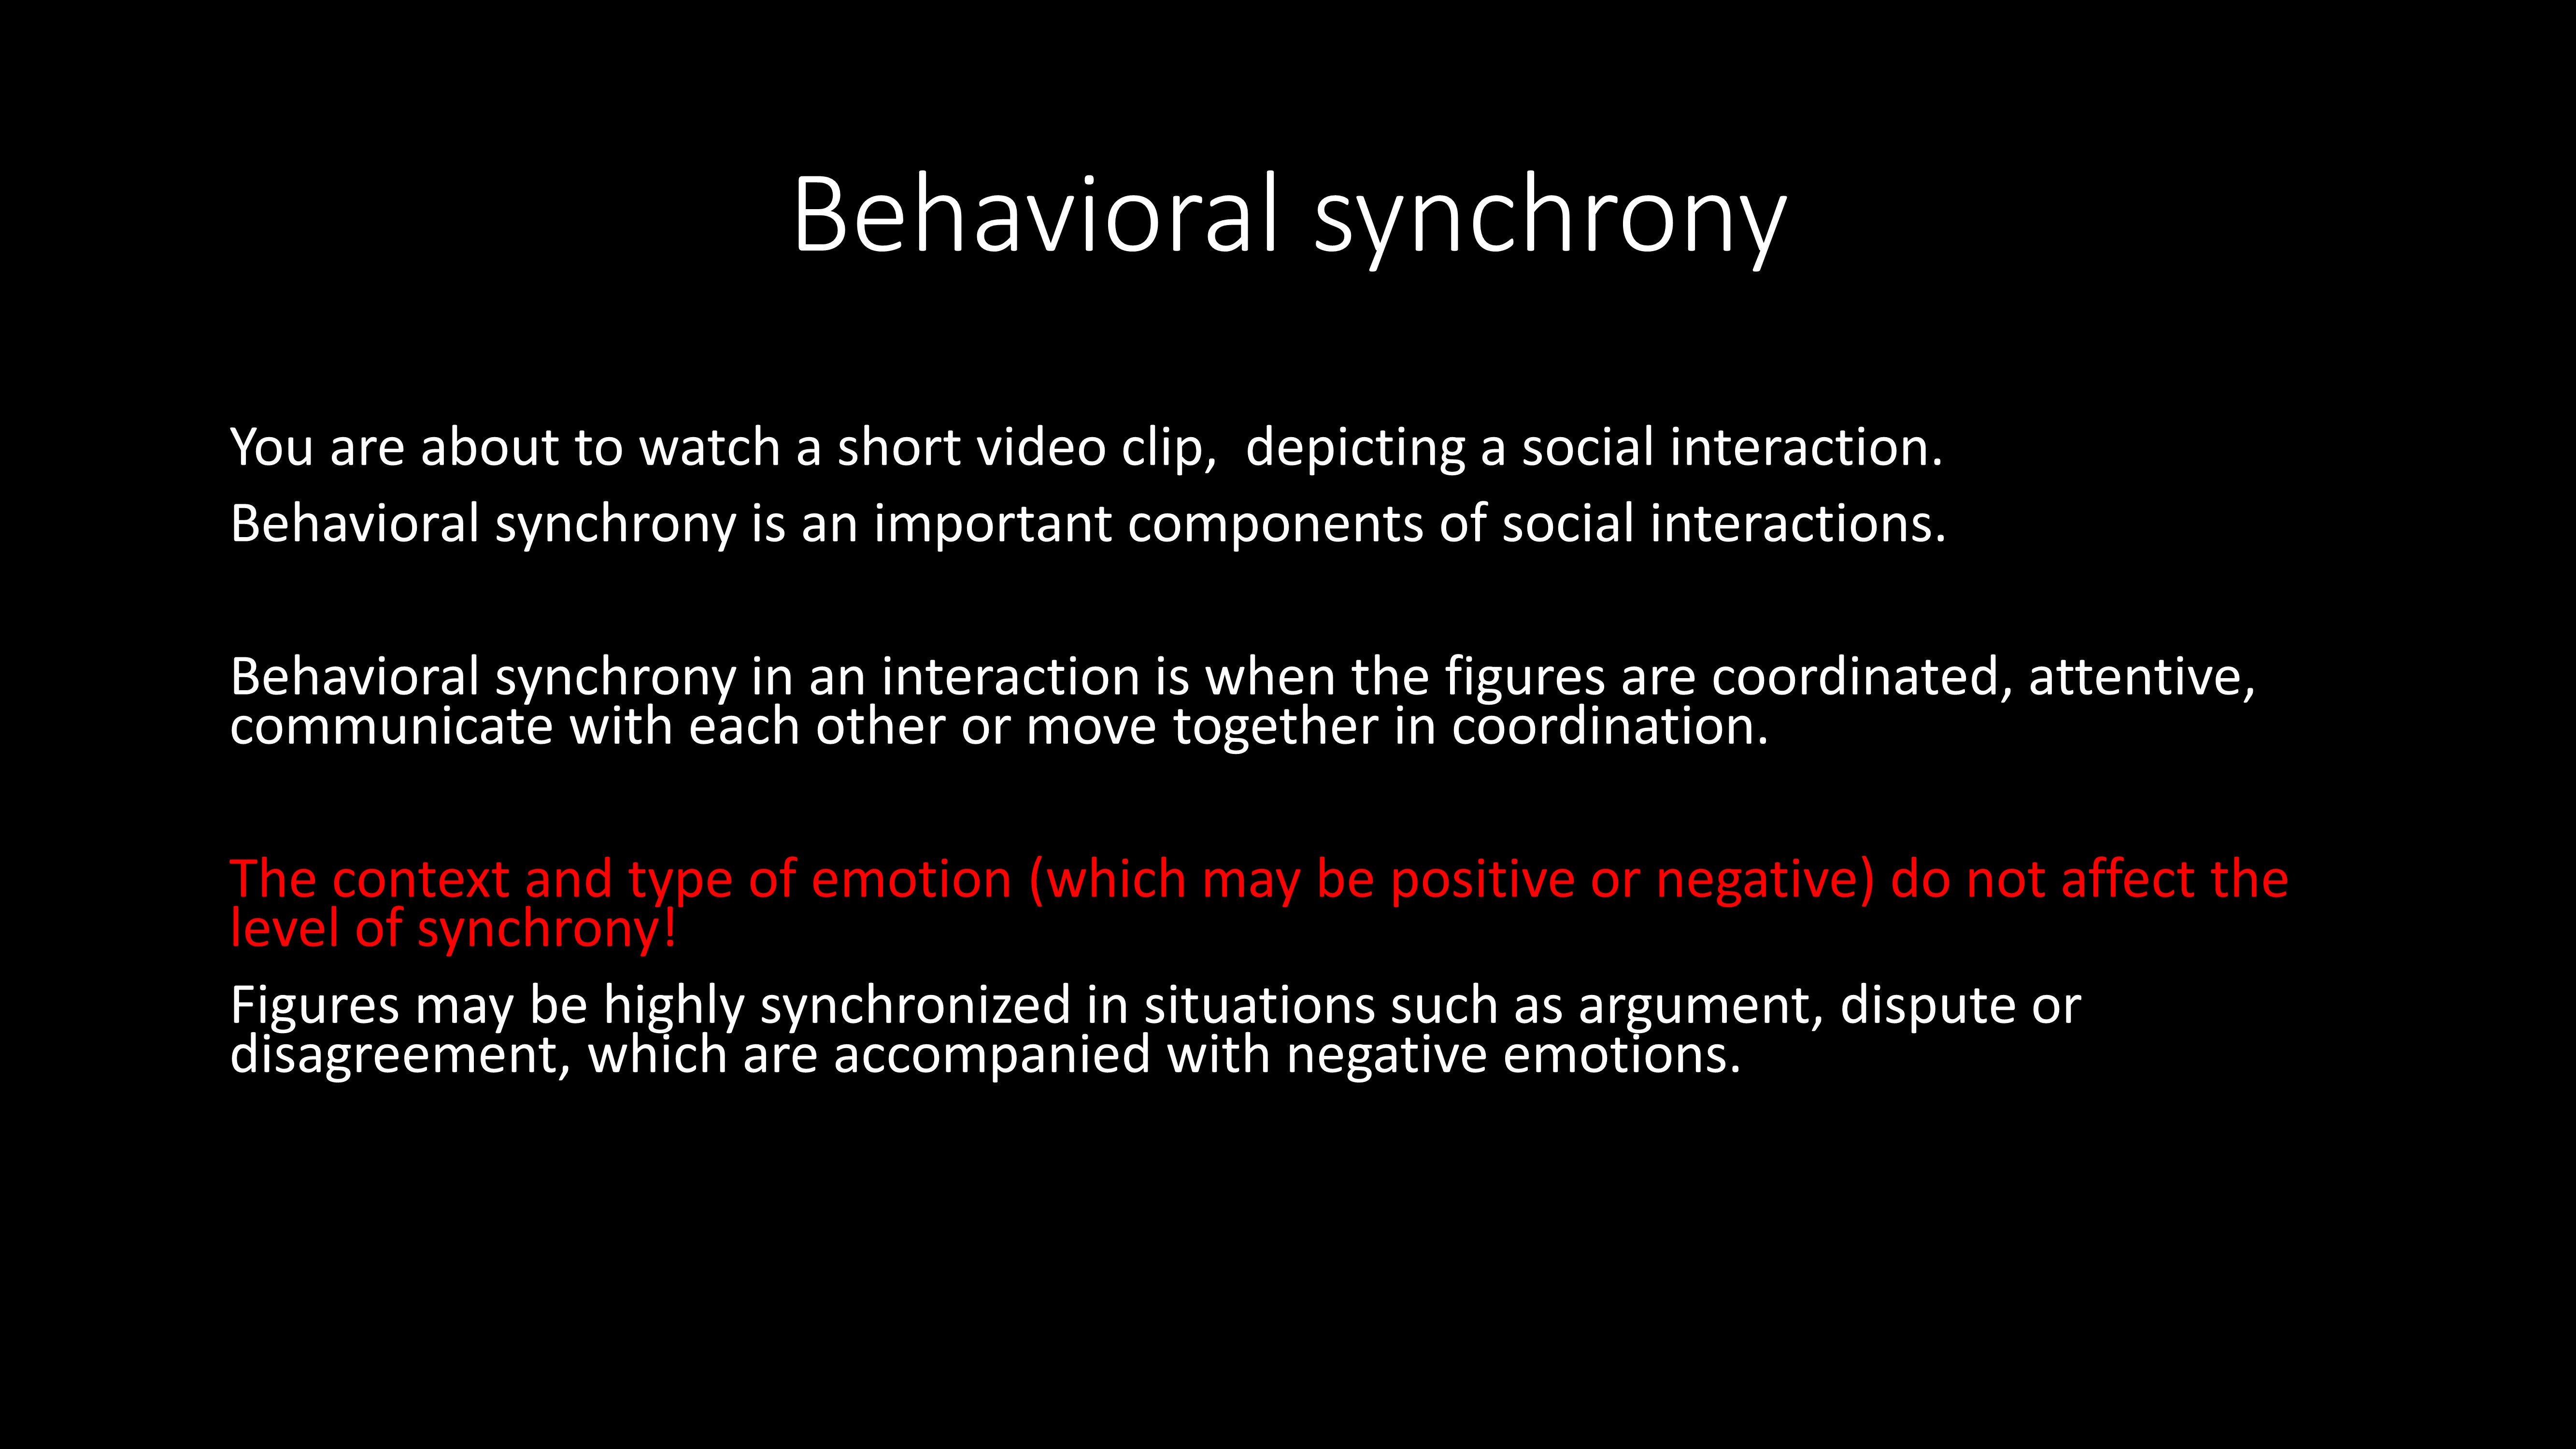 Behavioral synchrony
You are about to watch a short video clip,  depicting a social interaction.
Behavioral synchrony is an important components of social interactions.
Behavioral synchrony in an interaction is when the figures are coordinated, attentive,
communicate with each other or move together in coordination.
The context and type of emotion (which may be positive or negative) do not affect the
level of synchrony!
Figures may be highly synchronized in situations such as argument, dispute or
disagreement, which are accompanied with negative emotions.